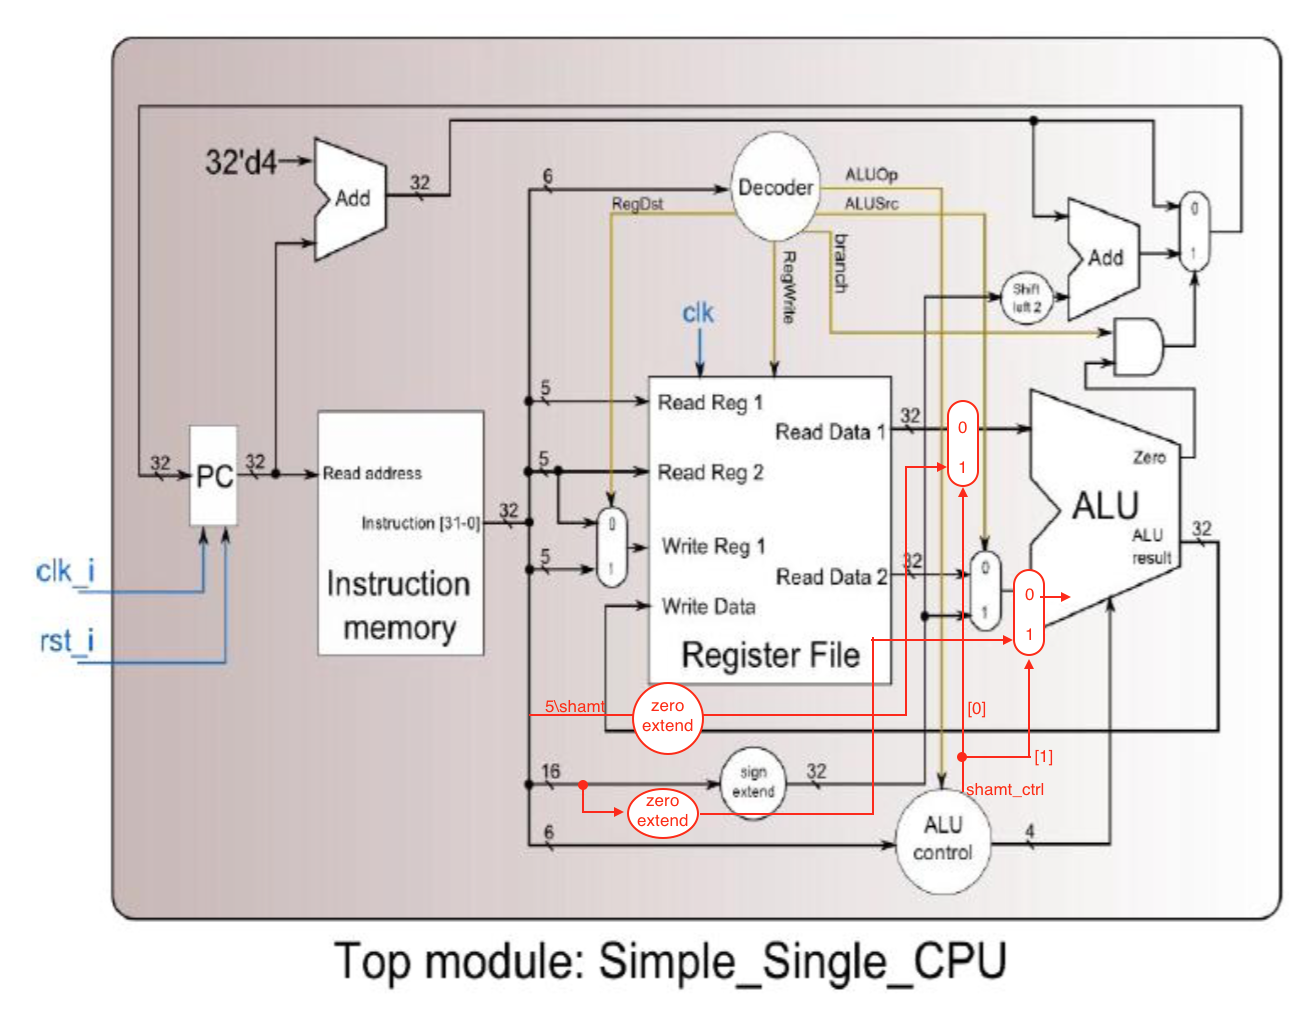 32'd4
Add
32
6
Decoder
ALUOp
RegDst
ALUSrc
branch
RegWrite
clk
Shift
left 2
Add
0
1
5
Read Reg 1
Read Data 1
32
0
1
32
PC
32
Read address
Instruction [31-0]
32
Instruction
memory
clk_i
rst_i
5
Read Reg 2
0
1
5
Write Reg 1
Write Data
Read Data 2
32
Register File
0
1
0
1
Zero
ALU
ALU
result
32
5\shamt
zero
extend
[0]
[1]
shamt_ctrl
16
sign
extend
32
zero
extend
6
ALU
control
4
Top module: Simple_Single_CPU